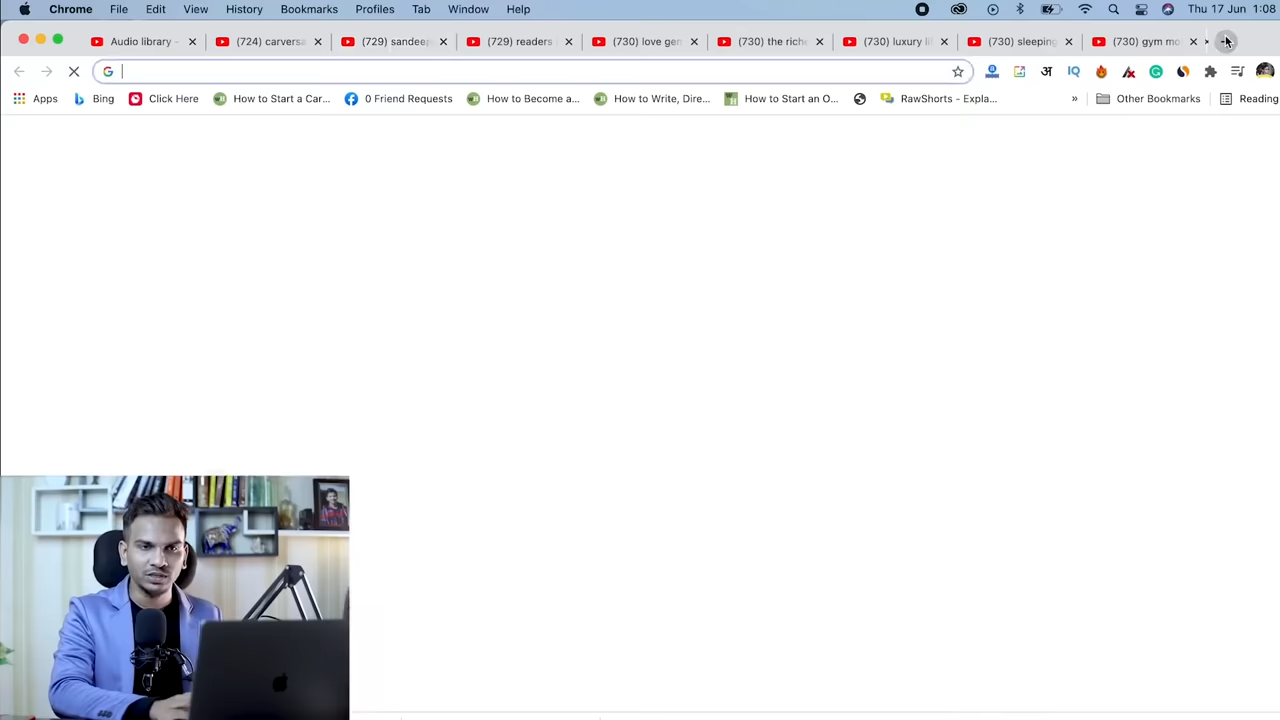 Chrome File Edit View History Bookmarks Profiles Tab Window Help Thu 17 Jun 1:08
Audio library - (724) carversa (729) sandeep (729) readers (730) love gen (730) the riche (730) luxury li (730) sleeping (730) gym mo
Apps Bing Click Here How to Start a Car... 0 Friend Requests How to Become a... How to Write, Dire... How to Start an O... RawShorts - Expla... » Other Bookmarks Reading